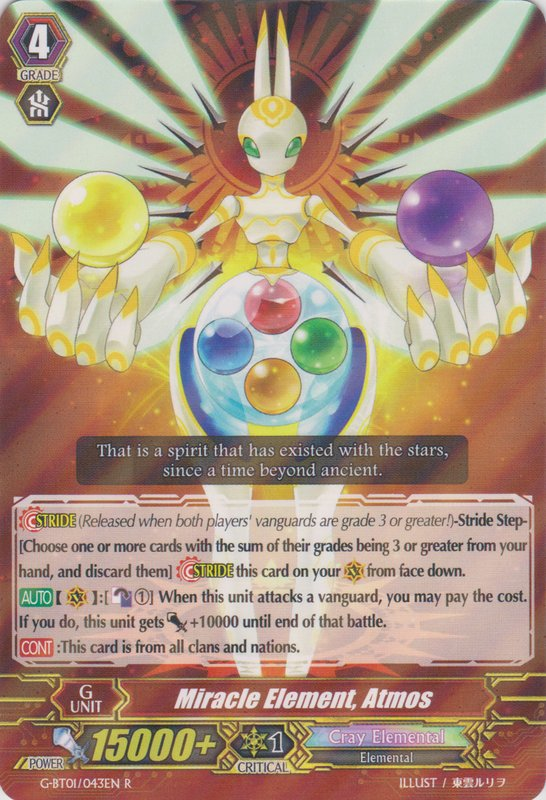 4
GRADE
That is a spirit that has existed with the stars,
since a time beyond ancient.
STRIDE (Released when both players' vanguards are grade 3 or greater!)-Stride Step-
[Choose one or more cards with the sum of their grades being 3 or greater from your
hand, and discard them] STRIDE this card on your V from face down.
AUTO 【 V 】:[ ① ] When this unit attacks a vanguard, you may pay the cost.
If you do, this unit gets +10000 until end of that battle.
CONT :This card is from all clans and nations.
G
UNIT
Miracle Element, Atmos
POWER
15000+
1
CRITICAL
Cray Elemental
Elemental
G-BT01/043EN R
ILLUST / 東雲ルリヲ